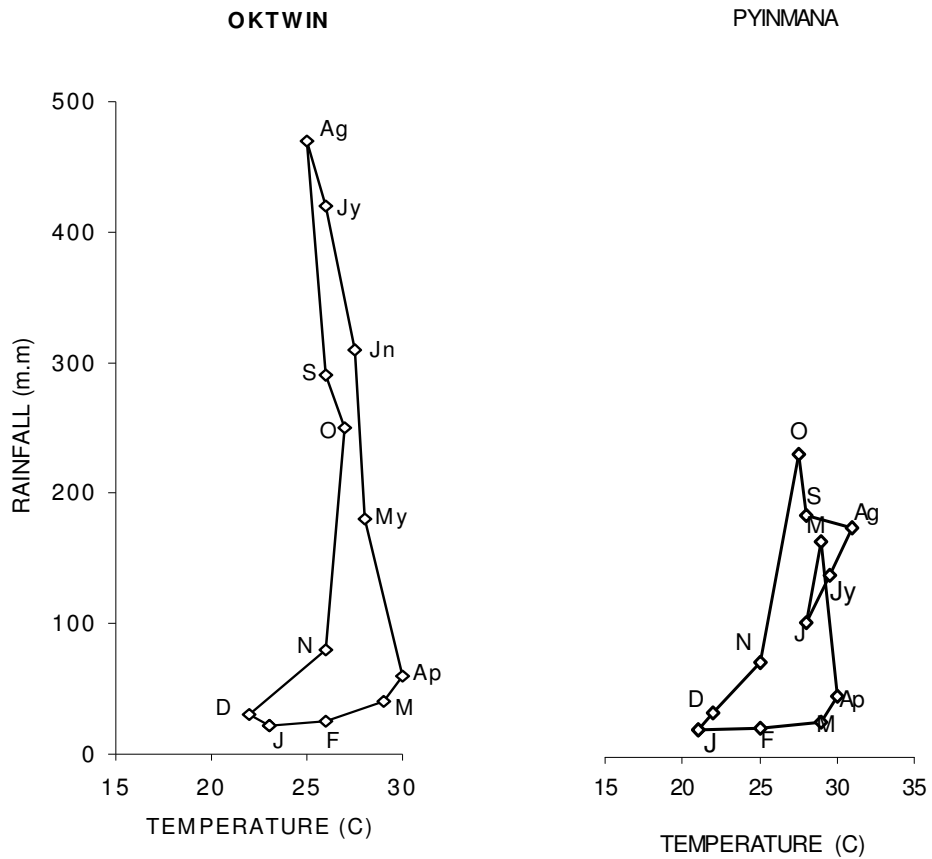 OKTWIN
PYINMANA
500
Ag
Jy
400
Jn
300
S
O
RAINFALL (m.m)
200
My
100
N
Ap
D
M
J
F
0
15
20
25
30
TEMPERATURE (C)
O
S
M
Ag
Jy
J
N
D
Ap
M
J
F
15
20
25
30
35
TEMPERATURE (C)